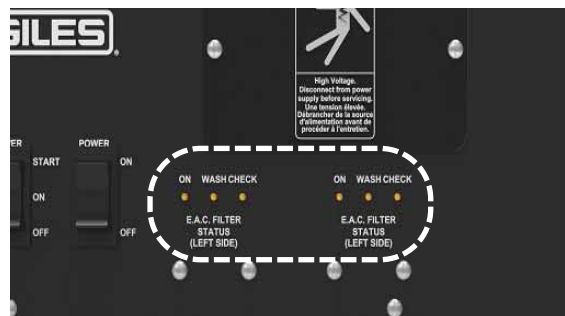 GILES
High Voltage.
Disconnect from power
supply before servicing.
Une tension élevée.
Débrancher de la source
d'alimentation avant de
procéder à l'entretien.
POWER
START
ON
OFF
ON
OFF
ON WASH CHECK
E.A.C. FILTER
STATUS
(LEFT SIDE)
ON WASH CHECK
E.A.C. FILTER
STATUS
(LEFT SIDE)